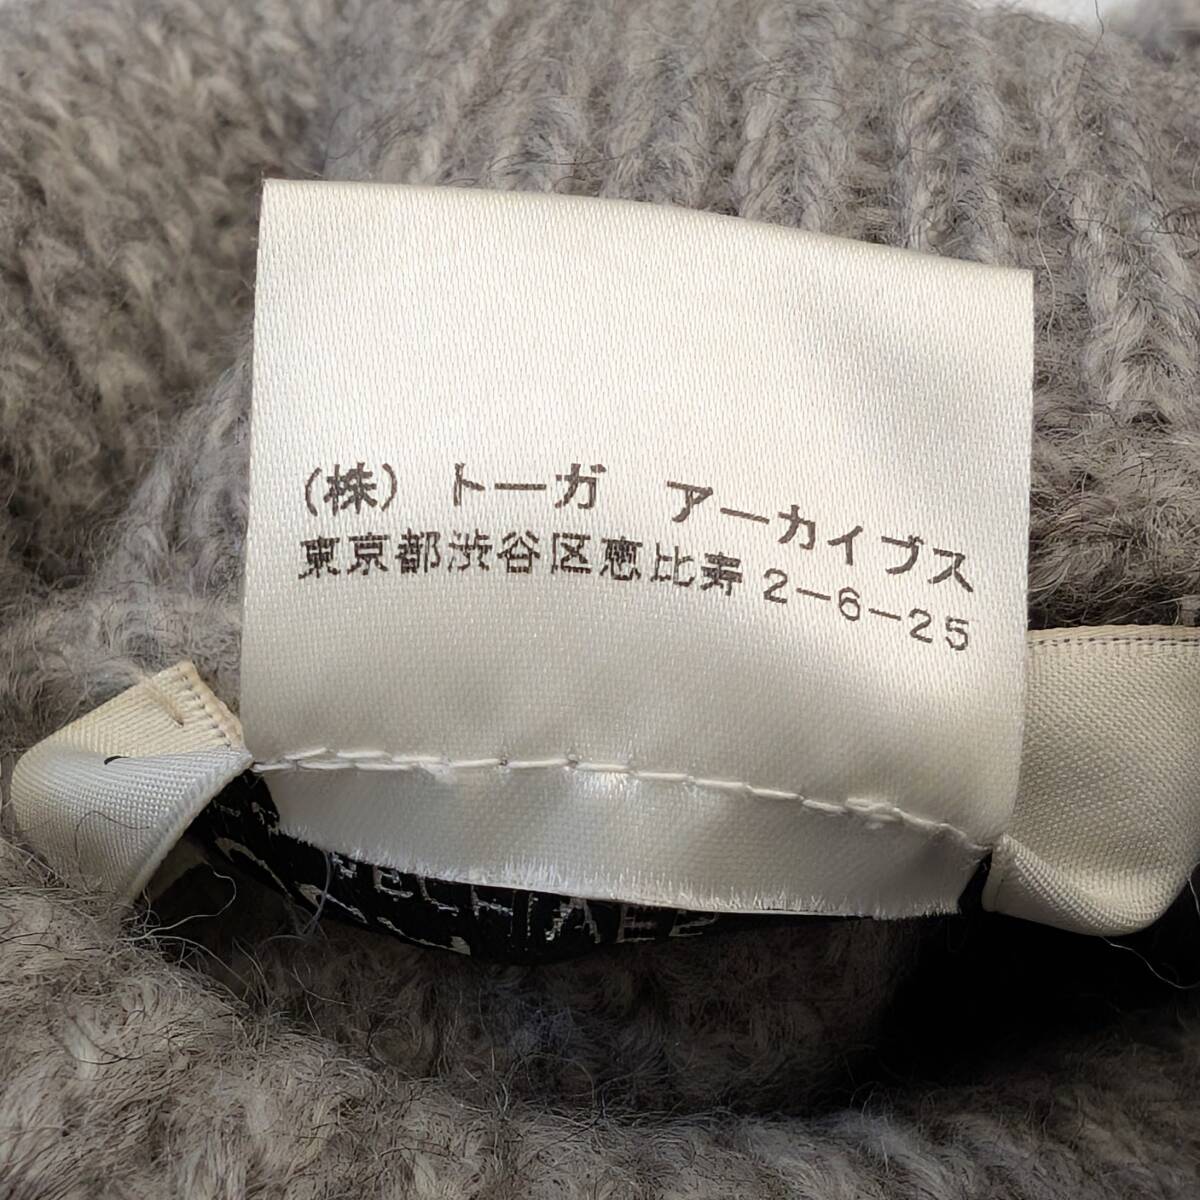 (株) トーガ アーカイブス
東京都渋谷区恵比寿2-6-25